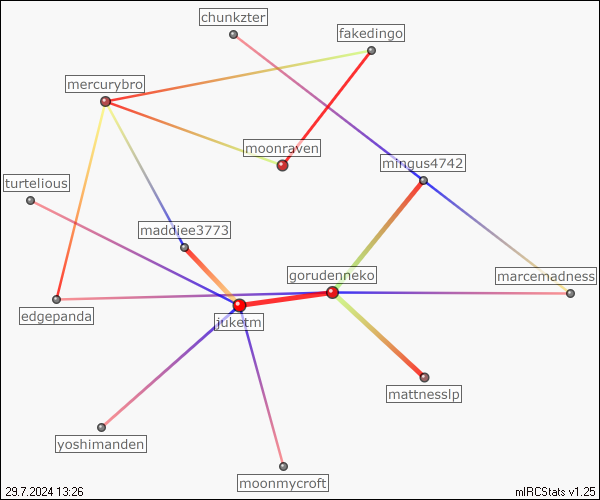 chunkzter
fakedingo
mercurybro
moonraven
mingus4742
turtelious
maddiee3773
gorudenneko
marcemadness
edgepanda
juketm
mattnesslp
yoshimanden
moonmycroft
29.7.2024 13:26
mIRCStats v1.25